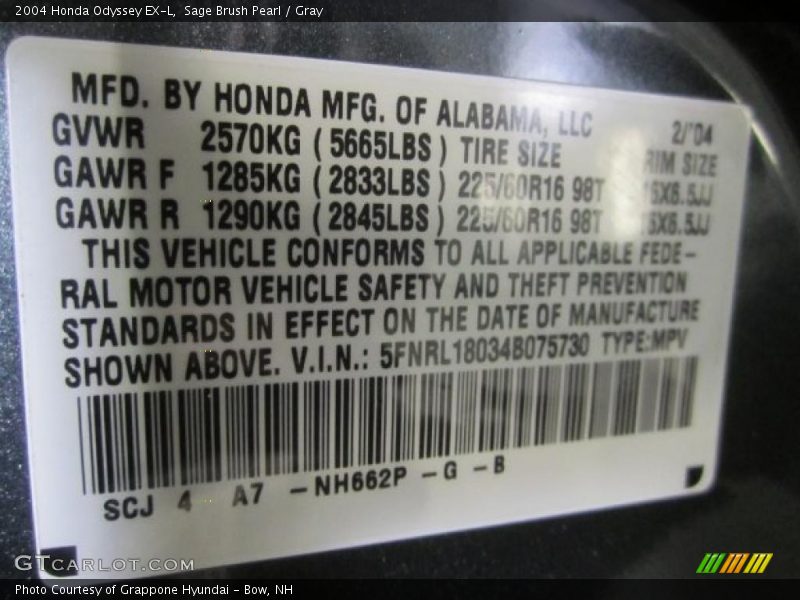 2004 Honda Odyssey EX-L, Sage Brush Pearl / Gray
MFD. BY HONDA MFG. OF ALABAMA, LLC 2/'04
GVWR 2570KG (5665LBS) TIRE SIZE RIM SIZE
GAWR F 1285KG (2833LBS) 225/60R16 98T 16X6.5JJ
GAWR R 1290KG (2845LBS) 225/60R16 98T 16X6.5JJ
THIS VEHICLE CONFORMS TO ALL APPLICABLE FEDE-
RAL MOTOR VEHICLE SAFETY AND THEFT PREVENTION
STANDARDS IN EFFECT ON THE DATE OF MANUFACTURE
SHOWN ABOVE. V.I.N.: 5FNRL18034B075730 TYPE:MPV
SCJ 4 A7 -NH662P -G -B
GTCARLOT.COM
Photo Courtesy of Grappone Hyundai - Bow, NH